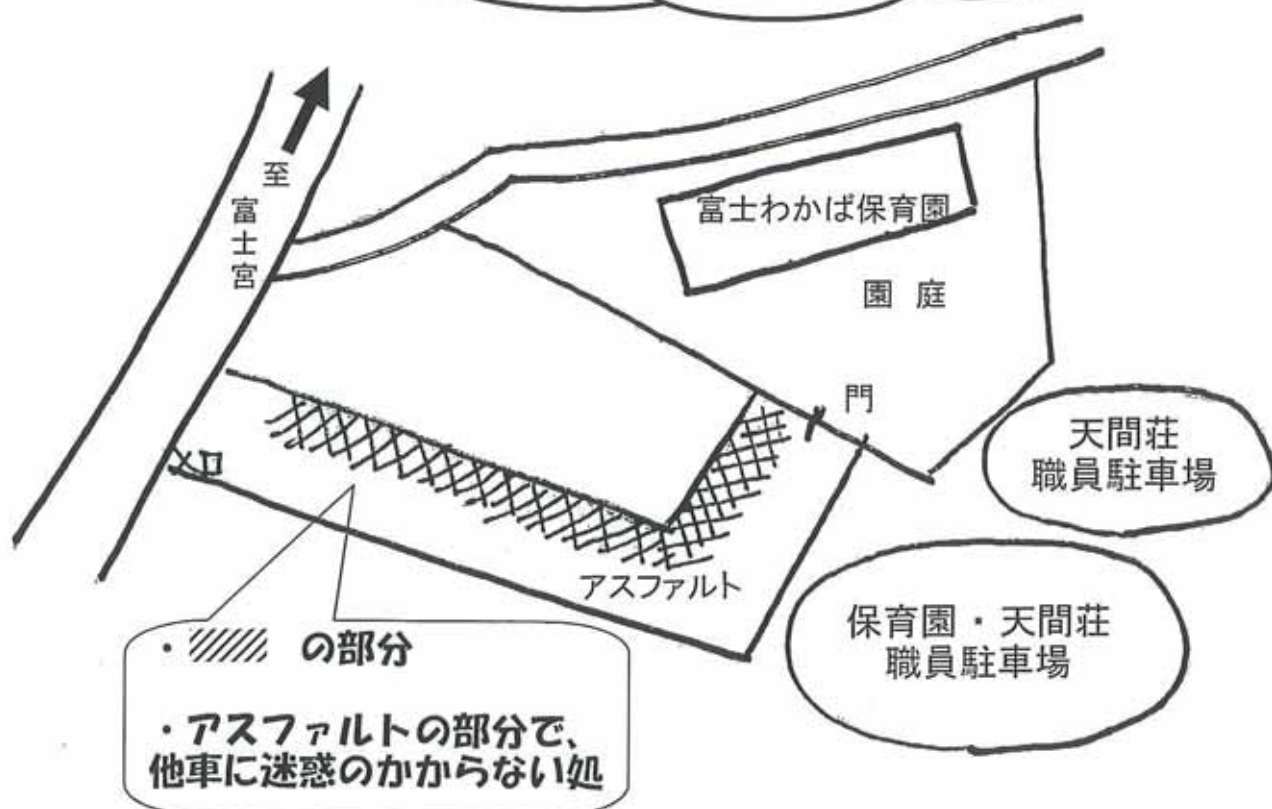 至
富士宮
富士わかば保育園
園 庭
門
天間荘
職員駐車場
入口
アスファルト
保育園・天間荘
職員駐車場
・ の部分
・アスファルトの部分で、
他車に迷惑のかからない処